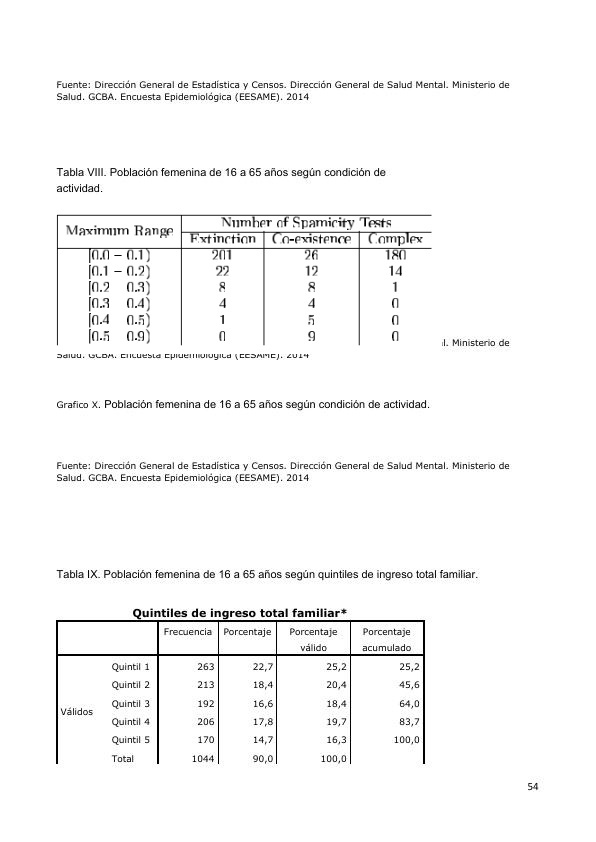 Fuente: Dirección General de Estadística y Censos. Dirección General de Salud Mental. Ministerio de
Salud. GCBA. Encuesta Epidemiológica (EESAME). 2014
Tabla VIII. Población femenina de 16 a 65 años según condición de
actividad.
Maximum Range Number of Spamicity Tests
Extinction Co-existence Complex
[0.0 – 0.1) 201 26 180
[0.1 – 0.2) 22 12 14
[0.2 0.3) 8 8 1
[0.3 0.4) 4 4 0
[0.4 0.5) 1 5 0
[0.5 0.9) 0 9 0
l. Ministerio de
Salud. GCBA. Encuesta Epidemiológica (EESAME). 2014
Grafico X. Población femenina de 16 a 65 años según condición de actividad.
Fuente: Dirección General de Estadística y Censos. Dirección General de Salud Mental. Ministerio de
Salud. GCBA. Encuesta Epidemiológica (EESAME). 2014
Tabla IX. Población femenina de 16 a 65 años según quintiles de ingreso total familiar.
Quintiles de ingreso total familiar*
Frecuencia Porcentaje Porcentaje Porcentaje
válido acumulado
Quintil 1 263 22,7 25,2 25,2
Quintil 2 213 18,4 20,4 45,6
Válidos Quintil 3 192 16,6 18,4 64,0
Quintil 4 206 17,8 19,7 83,7
Quintil 5 170 14,7 16,3 100,0
Total 1044 90,0 100,0
54